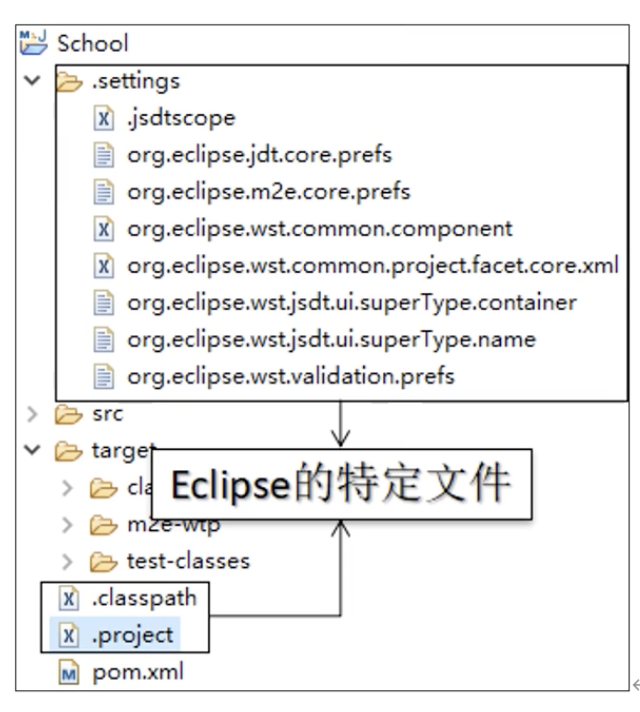 School
.settings
.jsdtscope
org.eclipse.jdt.core.prefs
org.eclipse.m2e.core.prefs
org.eclipse.wst.common.component
org.eclipse.wst.common.project.facet.core.xml
org.eclipse.wst.jsdt.ui.superType.container
org.eclipse.wst.jsdt.ui.superType.name
org.eclipse.wst.validation.prefs
src
target
Eclipse的特定文件
m2e-wtp
test-classes
.classpath
.project
pom.xml